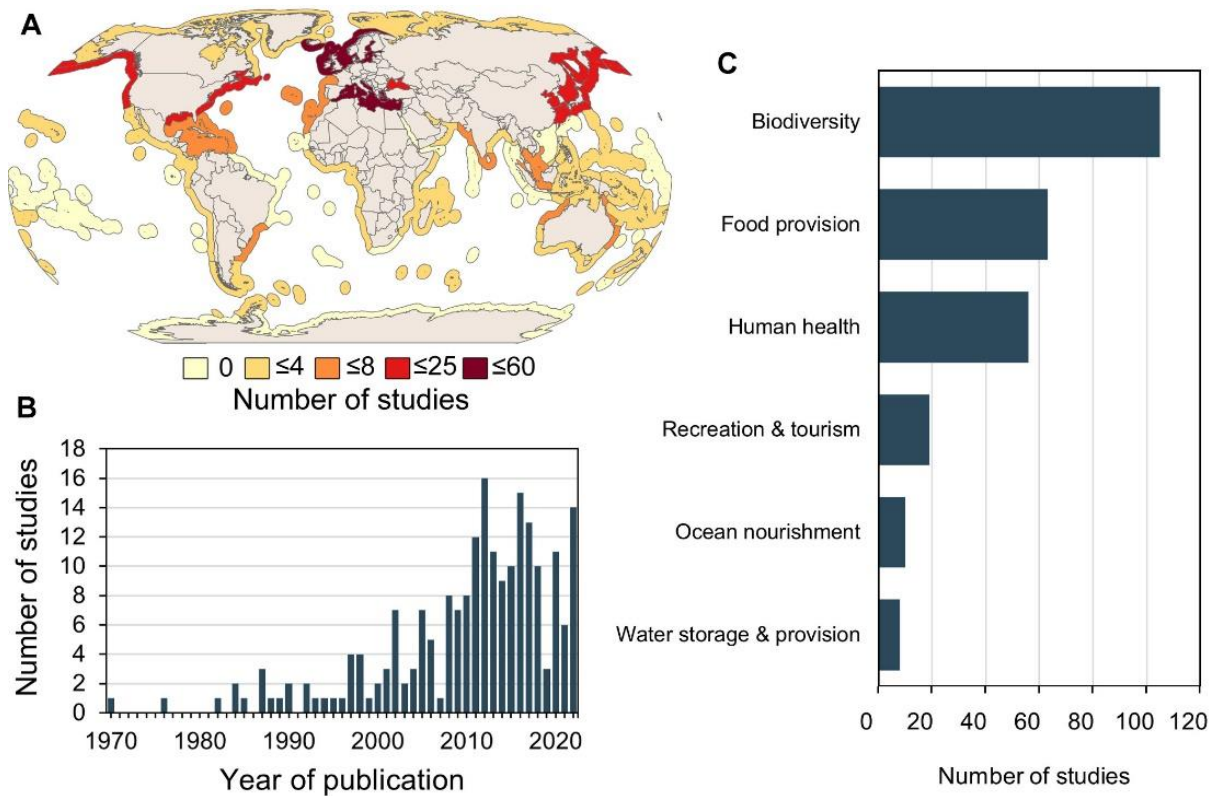 A
0 ≤4 ≤8 ≤25 ≤60
Number of studies
B
18
16
14
12
10
8
6
4
2
0
Number of studies
1970 1980 1990 2000 2010 2020
Year of publication
C
Biodiversity
Food provision
Human health
Recreation & tourism
Ocean nourishment
Water storage & provision
0 20 40 60 80 100 120
Number of studies